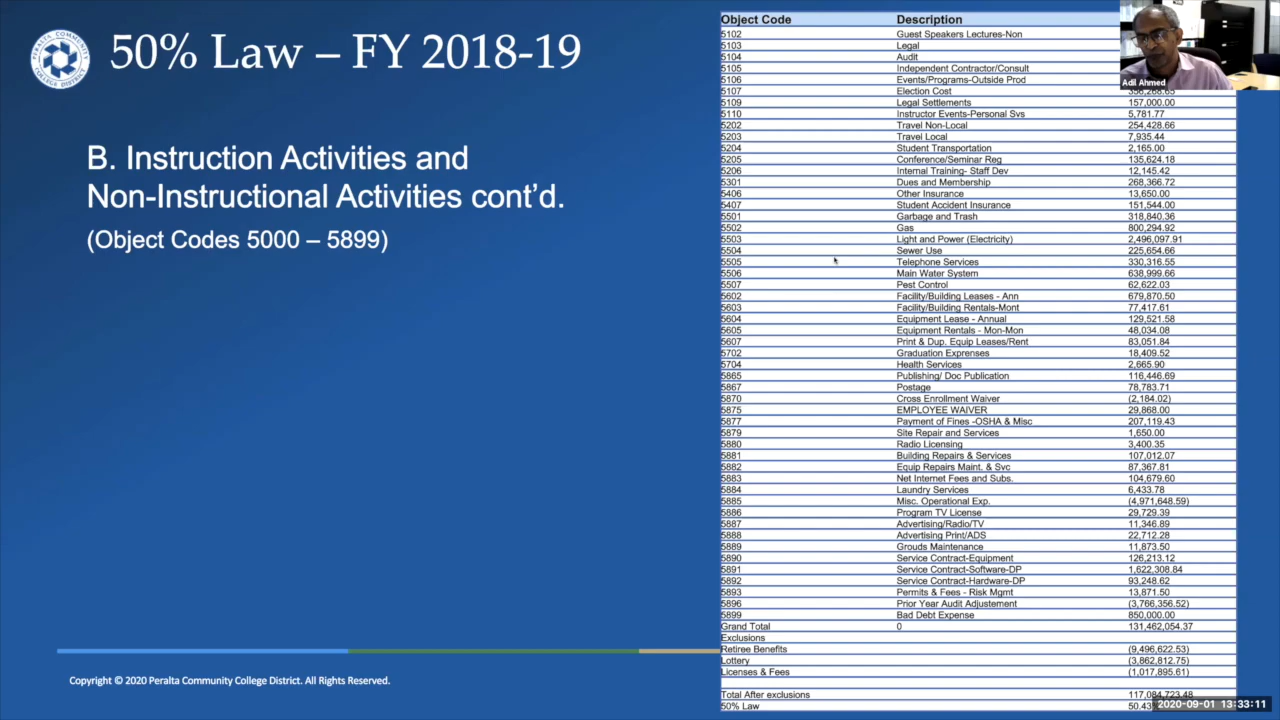 50% Law – FY 2018-19
PERALTA COMMUNITY COLLEGE DISTRICT
B. Instruction Activities and
Non-Instructional Activities cont’d.
(Object Codes 5000 – 5899)
Object Code Description
5102 Guest Speakers Lectures-Non
5103 Legal
5104 Audit
5105 Independent Contractor/Consult
5106 Events/Programs-Outside Prod
5107 Election Cost 356,268.65
5109 Legal Settlements 157,000.00
5110 Instructor Events-Personal Svs 5,781.77
5202 Travel Non-Local 254,428.66
5203 Travel Local 7,935.44
5204 Student Transportation 2,165.00
5205 Conference/Seminar Reg 135,624.18
5206 Internal Training- Staff Dev 12,145.42
5301 Dues and Membership 268,366.72
5406 Other Insurance 13,650.00
5407 Student Accident Insurance 151,544.00
5501 Garbage and Trash 318,840.36
5502 Gas 800,294.92
5503 Light and Power (Electricity) 2,496,097.91
5504 Sewer Use 225,654.66
5505 Telephone Services 330,316.55
5506 Main Water System 638,999.66
5507 Pest Control 62,622.03
5602 Facility/Building Leases - Ann 679,870.50
5603 Facility/Building Rentals-Mont 77,417.61
5604 Equipment Lease - Annual 129,521.58
5605 Equipment Rentals - Mon-Mon 48,034.08
5607 Print & Dup. Equip Leases/Rent 83,051.84
5702 Graduation Exprenses 18,409.52
5704 Health Services 2,665.90
5865 Publishing/ Doc Publication 116,446.69
5867 Postage 78,783.71
5870 Cross Enrollment Waiver (2,184.02)
5875 EMPLOYEE WAIVER 29,868.00
5877 Payment of Fines -OSHA & Misc 207,119.43
5879 Site Repair and Services 1,650.00
5880 Radio Licensing 3,400.35
5881 Building Repairs & Services 107,012.07
5882 Equip Repairs Maint. & Svc 87,367.81
5883 Net Internet Fees and Subs. 104,679.60
5884 Laundry Services 6,433.78
5885 Misc. Operational Exp. (4,971,648.59)
5886 Program TV License 29,729.39
5887 Advertising/Radio/TV 11,346.89
5888 Advertising Print/ADS 22,712.28
5889 Grouds Maintenance 11,873.50
5890 Service Contract-Equipment 126,213.12
5891 Service Contract-Software-DP 1,622,308.84
5892 Service Contract-Hardware-DP 93,248.62
5893 Permits & Fees - Risk Mgmt 13,871.50
5896 Prior Year Audit Adjustement (3,766,356.52)
5899 Bad Debt Expense 850,000.00
Grand Total 0 131,462,054.37
Exclusions
Retiree Benefits (9,496,622.53)
Lottery (3,862,812.75)
Licenses & Fees (1,017,895.61)
Total After exclusions 117,084,723.48
50% Law 50.43
Adil Ahmed
Copyright © 2020 Peralta Community College District. All Rights Reserved.
2020-09-01 13:33:11